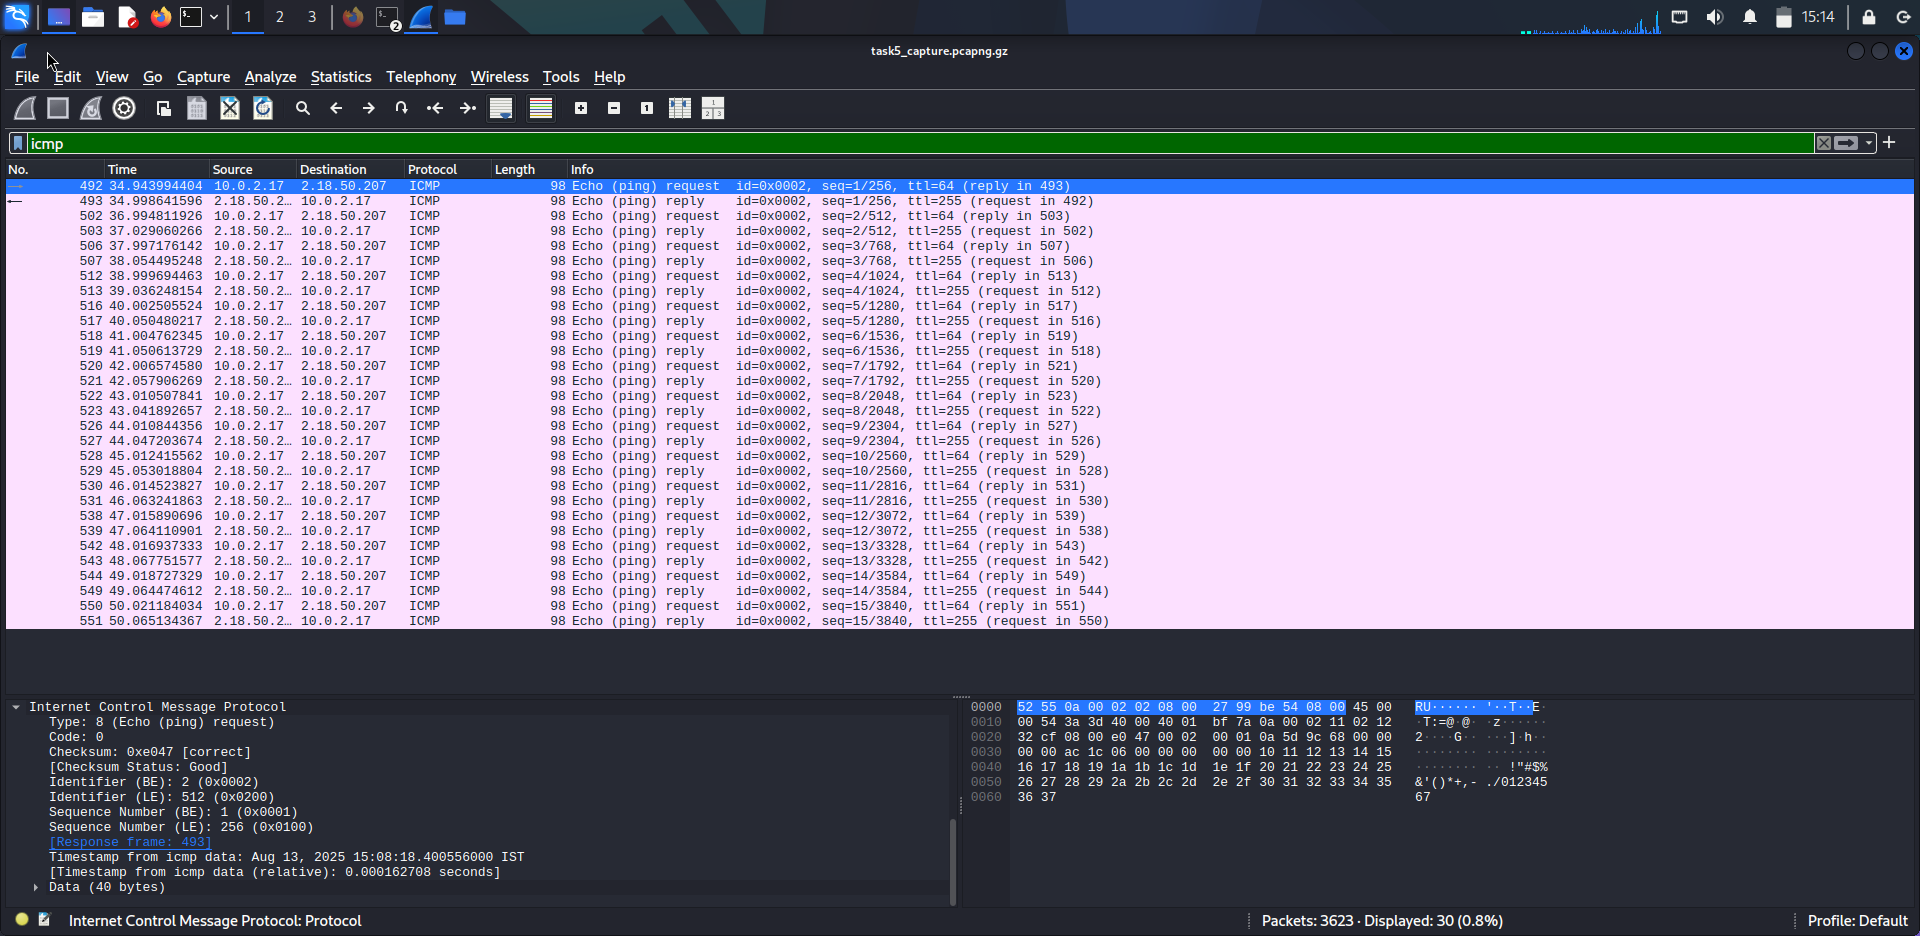 1 2 3 2 15:14
task5_capture.pcapng.gz
File Edit View Go Capture Analyze Statistics Telephony Wireless Tools Help
icmp
No. Time Source Destination Protocol Length Info
492 34.943994404 10.0.2.17 2.18.50.207 ICMP 98 Echo (ping) request id=0x0002, seq=1/256, ttl=64 (reply in 493)
493 34.998641596 2.18.50.2… 10.0.2.17 ICMP 98 Echo (ping) reply id=0x0002, seq=1/256, ttl=255 (request in 492)
502 36.994811926 10.0.2.17 2.18.50.207 ICMP 98 Echo (ping) request id=0x0002, seq=2/512, ttl=64 (reply in 503)
503 37.029060266 2.18.50.2… 10.0.2.17 ICMP 98 Echo (ping) reply id=0x0002, seq=2/512, ttl=255 (request in 502)
506 37.997176142 10.0.2.17 2.18.50.207 ICMP 98 Echo (ping) request id=0x0002, seq=3/768, ttl=64 (reply in 507)
507 38.054495248 2.18.50.2… 10.0.2.17 ICMP 98 Echo (ping) reply id=0x0002, seq=3/768, ttl=255 (request in 506)
512 38.999694463 10.0.2.17 2.18.50.207 ICMP 98 Echo (ping) request id=0x0002, seq=4/1024, ttl=64 (reply in 513)
513 39.036248154 2.18.50.2… 10.0.2.17 ICMP 98 Echo (ping) reply id=0x0002, seq=4/1024, ttl=255 (request in 512)
516 40.002505524 10.0.2.17 2.18.50.207 ICMP 98 Echo (ping) request id=0x0002, seq=5/1280, ttl=64 (reply in 517)
517 40.050480217 2.18.50.2… 10.0.2.17 ICMP 98 Echo (ping) reply id=0x0002, seq=5/1280, ttl=255 (request in 516)
518 41.004762345 10.0.2.17 2.18.50.207 ICMP 98 Echo (ping) request id=0x0002, seq=6/1536, ttl=64 (reply in 519)
519 41.050613729 2.18.50.2… 10.0.2.17 ICMP 98 Echo (ping) reply id=0x0002, seq=6/1536, ttl=255 (request in 518)
520 42.006574580 10.0.2.17 2.18.50.207 ICMP 98 Echo (ping) request id=0x0002, seq=7/1792, ttl=64 (reply in 521)
521 42.057906269 2.18.50.2… 10.0.2.17 ICMP 98 Echo (ping) reply id=0x0002, seq=7/1792, ttl=255 (request in 520)
522 43.010507841 10.0.2.17 2.18.50.207 ICMP 98 Echo (ping) request id=0x0002, seq=8/2048, ttl=64 (reply in 523)
523 43.041892657 2.18.50.2… 10.0.2.17 ICMP 98 Echo (ping) reply id=0x0002, seq=8/2048, ttl=255 (request in 522)
526 44.010844356 10.0.2.17 2.18.50.207 ICMP 98 Echo (ping) request id=0x0002, seq=9/2304, ttl=64 (reply in 527)
527 44.047203674 2.18.50.2… 10.0.2.17 ICMP 98 Echo (ping) reply id=0x0002, seq=9/2304, ttl=255 (request in 526)
528 45.012415562 10.0.2.17 2.18.50.207 ICMP 98 Echo (ping) request id=0x0002, seq=10/2560, ttl=64 (reply in 529)
529 45.053018804 2.18.50.2… 10.0.2.17 ICMP 98 Echo (ping) reply id=0x0002, seq=10/2560, ttl=255 (request in 528)
530 46.014523827 10.0.2.17 2.18.50.207 ICMP 98 Echo (ping) request id=0x0002, seq=11/2816, ttl=64 (reply in 531)
531 46.063241863 2.18.50.2… 10.0.2.17 ICMP 98 Echo (ping) reply id=0x0002, seq=11/2816, ttl=255 (request in 530)
538 47.015890696 10.0.2.17 2.18.50.207 ICMP 98 Echo (ping) request id=0x0002, seq=12/3072, ttl=64 (reply in 539)
539 47.064110901 2.18.50.2… 10.0.2.17 ICMP 98 Echo (ping) reply id=0x0002, seq=12/3072, ttl=255 (request in 538)
542 48.016937333 10.0.2.17 2.18.50.207 ICMP 98 Echo (ping) request id=0x0002, seq=13/3328, ttl=64 (reply in 543)
543 48.067751577 2.18.50.2… 10.0.2.17 ICMP 98 Echo (ping) reply id=0x0002, seq=13/3328, ttl=255 (request in 542)
544 49.018727329 10.0.2.17 2.18.50.207 ICMP 98 Echo (ping) request id=0x0002, seq=14/3584, ttl=64 (reply in 549)
549 49.064474612 2.18.50.2… 10.0.2.17 ICMP 98 Echo (ping) reply id=0x0002, seq=14/3584, ttl=255 (request in 544)
550 50.021184034 10.0.2.17 2.18.50.207 ICMP 98 Echo (ping) request id=0x0002, seq=15/3840, ttl=64 (reply in 551)
551 50.065134367 2.18.50.2… 10.0.2.17 ICMP 98 Echo (ping) reply id=0x0002, seq=15/3840, ttl=255 (request in 550)
Internet Control Message Protocol
Type: 8 (Echo (ping) request)
Code: 0
Checksum: 0xe047 [correct]
[Checksum Status: Good]
Identifier (BE): 2 (0x0002)
Identifier (LE): 512 (0x0200)
Sequence Number (BE): 1 (0x0001)
Sequence Number (LE): 256 (0x0100)
[Response frame: 493]
Timestamp from icmp data: Aug 13, 2025 15:08:18.400556000 IST
[Timestamp from icmp data (relative): 0.000162708 seconds]
Data (40 bytes)
0000 52 55 0a 00 02 02 08 00 27 99 be 54 08 00 45 00 RU······ '··T··E·
0010 00 54 3a 3d 40 00 40 01 bf 7a 0a 00 02 11 02 12 ·T:=@·@· ·z······
0020 32 cf 08 00 e0 47 00 02 00 01 0a 5d 9c 68 00 00 2····G·· ···]·h··
0030 00 00 ac 1c 06 00 00 00 00 00 10 11 12 13 14 15 ········ ········
0040 16 17 18 19 1a 1b 1c 1d 1e 1f 20 21 22 23 24 25 ········ ·· !"#$%
0050 26 27 28 29 2a 2b 2c 2d 2e 2f 30 31 32 33 34 35 &'()*+,- ./012345
0060 36 37 67
Internet Control Message Protocol: Protocol Packets: 3623 · Displayed: 30 (0.8%) Profile: Default